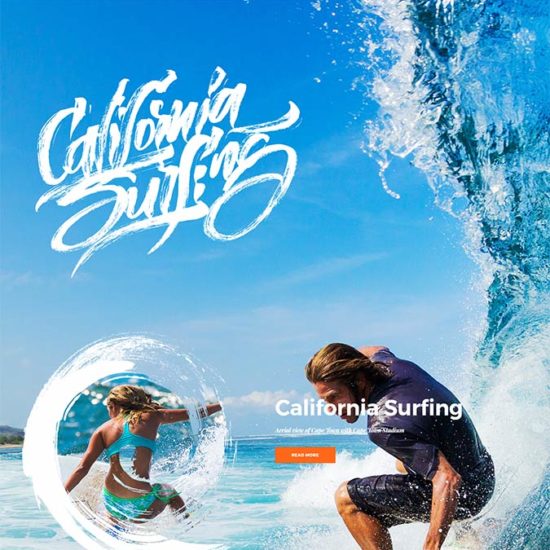 California
Surfing
California Surfing
Aerial view of Cape Town with Cape Town Stadium
READ MORE